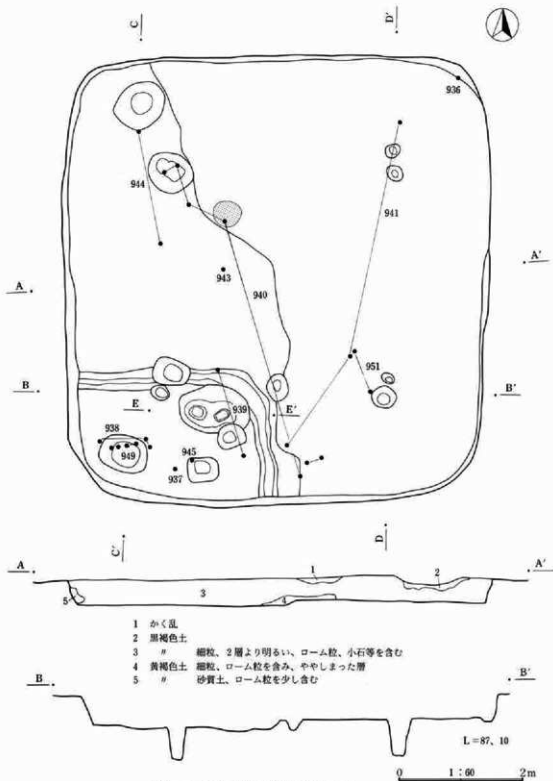 C
D'
936
944
941
943
940
A
A'
951
B
B'
E
939
E'
938
949
945
937
C'
D
A
1
2
A'
5
3
4
1 かく乱
2 黒褐色土
3 〃 細粒、2層より明るい、ローム粒、小石等を含む
4 黄褐色土 細粒、ローム粒を含み、ややしまった層
5 〃 砂質土、ローム粒を少し含む
B
B'
L=87、10
0 1:60 2m